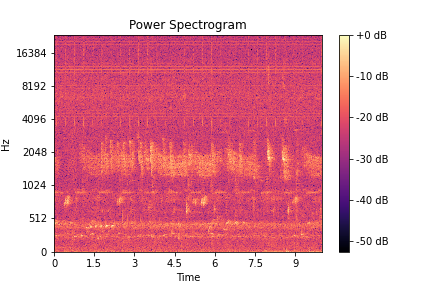 Power Spectrogram
+0 dB
16384
-10 dB
8192
4096
-20 dB
Hz
2048
-30 dB
1024
-40 dB
512
-50 dB
0
0 1.5 3 4.5 6 7.5 9
Time